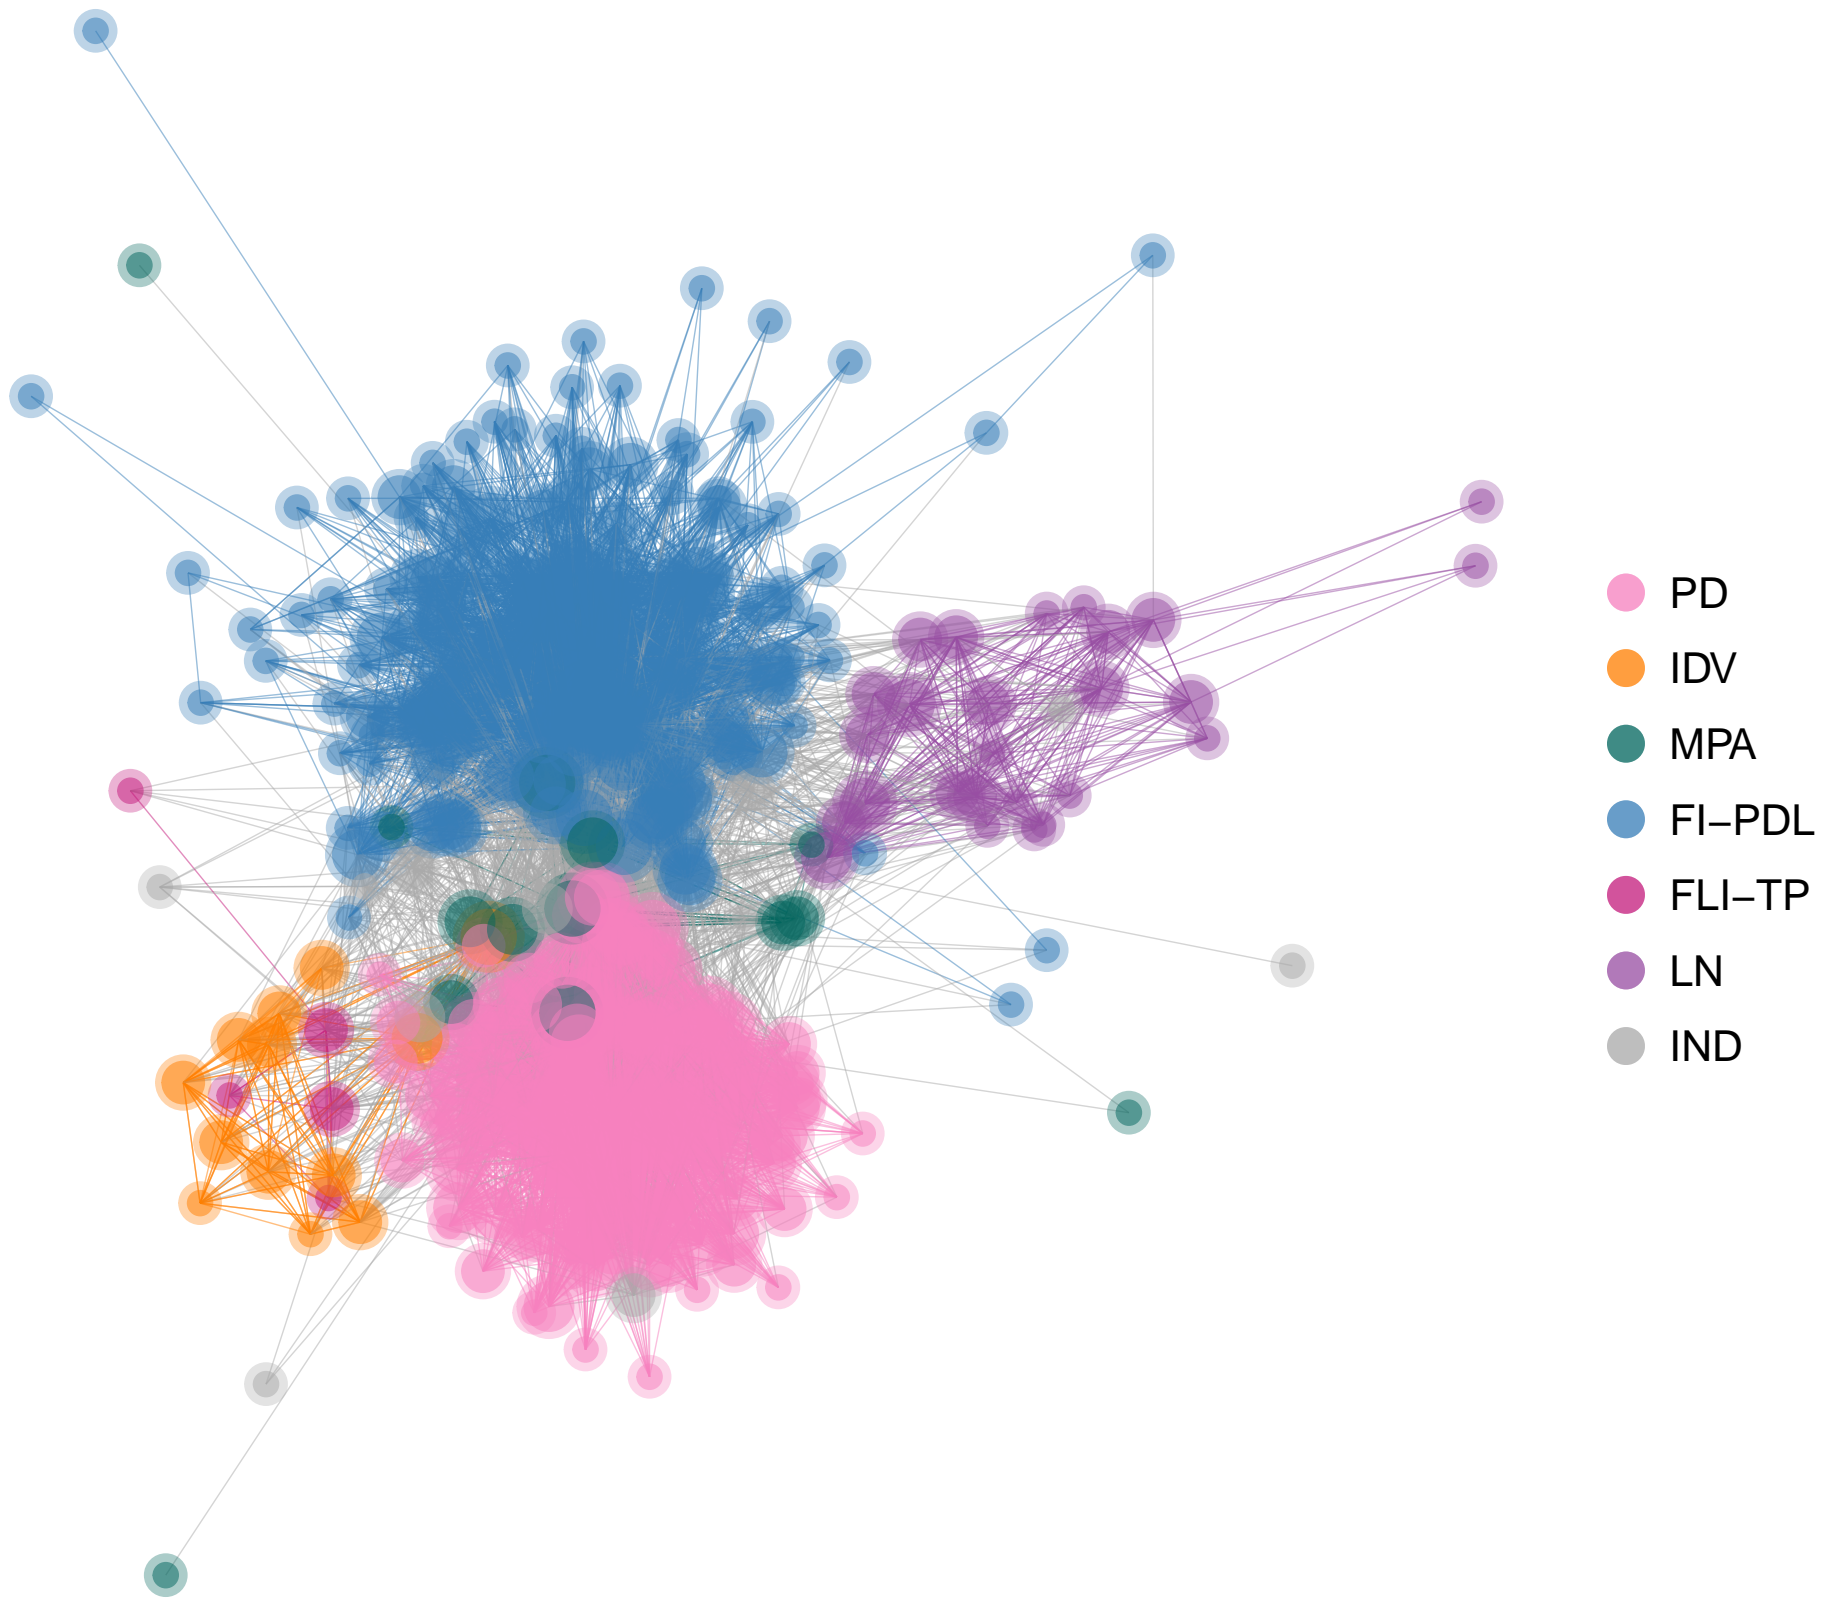 PD
IDV
MPA
FI–PDL
FLI–TP
LN
IND